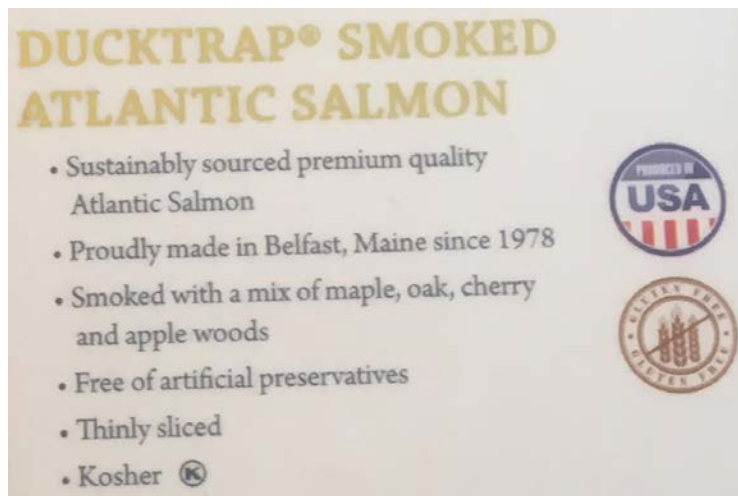 DUCKTRAP® SMOKED
ATLANTIC SALMON
• Sustainably sourced premium quality
Atlantic Salmon
• Proudly made in Belfast, Maine since 1978
• Smoked with a mix of maple, oak, cherry
and apple woods
• Free of artificial preservatives
• Thinly sliced
• Kosher K
PRODUCED IN
USA
GLUTEN FREE
GLUTEN FREE